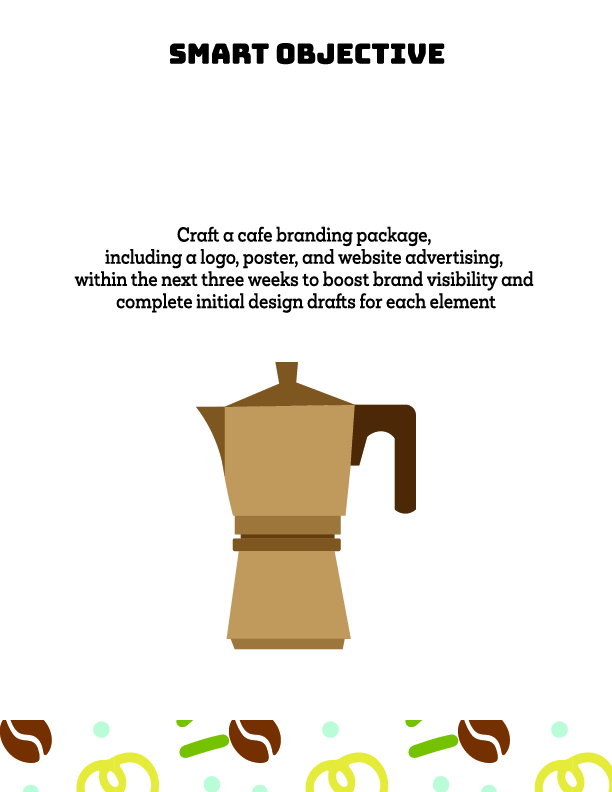 SMART OBJECTIVE
Craft a cafe branding package,
including a logo, poster, and website advertising,
within the next three weeks to boost brand visibility and
complete initial design drafts for each element